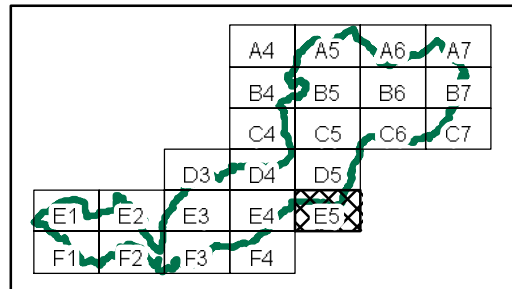 A4 A5 A6 A7
B4 B5 B6 B7
C4 C5 C6 C7
D3 D4 D5
E1 E2 E3 E4 E5
F1 F2 F3 F4